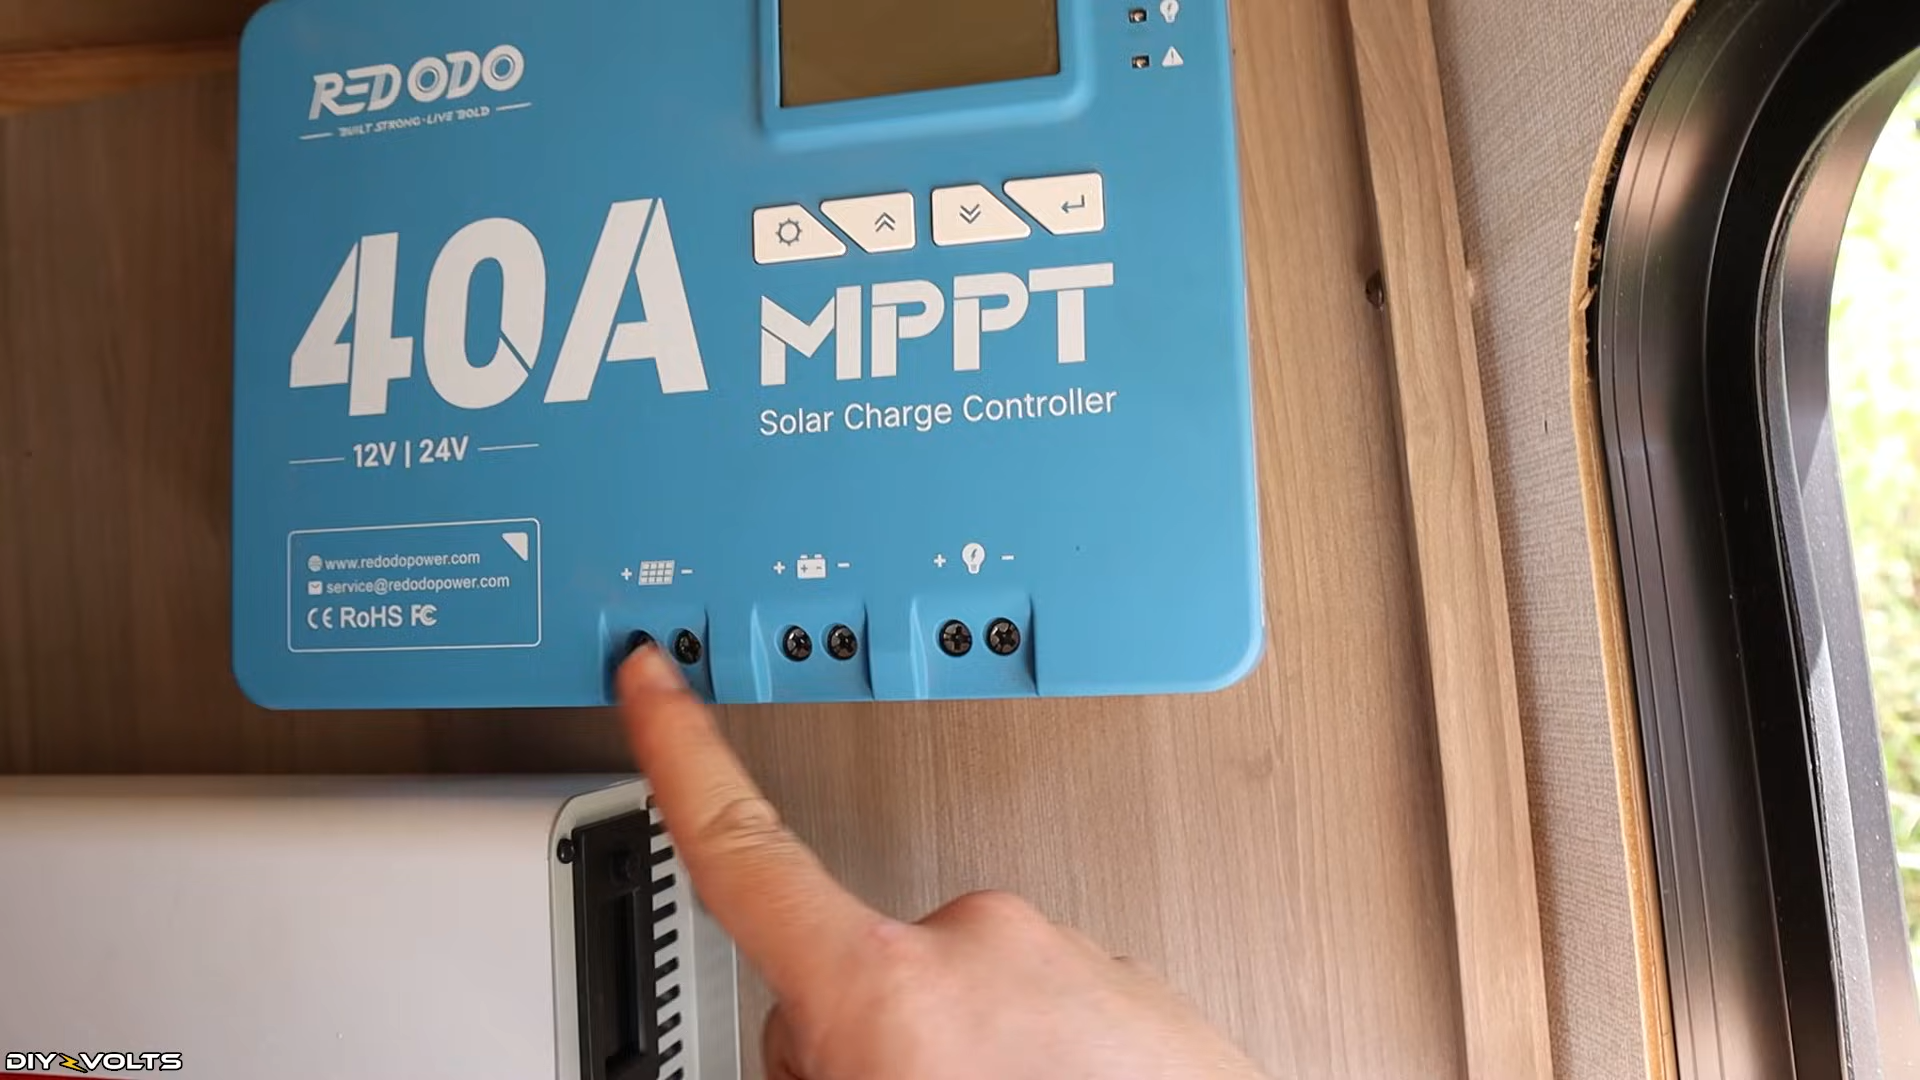 REDODO
BUILT STRONG·LIVE BOLD
40A
MPPT
Solar Charge Controller
12V | 24V
www.redodopower.com
service@redodopower.com
CE RoHS FC
+ -
+ -
+ -
DIY VOLTS